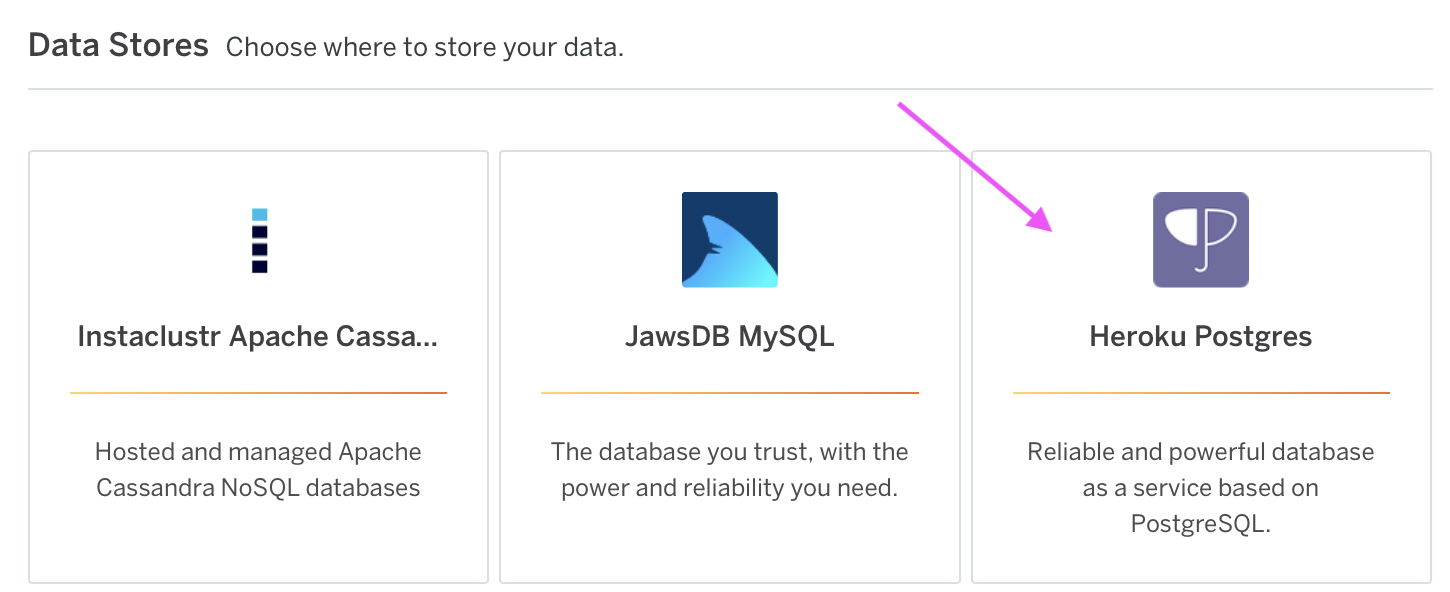 Data Stores Choose where to store your data.
Instaclustr Apache Cassa...
Hosted and managed Apache
Cassandra NoSQL databases
JawsDB MySQL
The database you trust, with the
power and reliability you need.
Heroku Postgres
Reliable and powerful database
as a service based on
PostgreSQL.